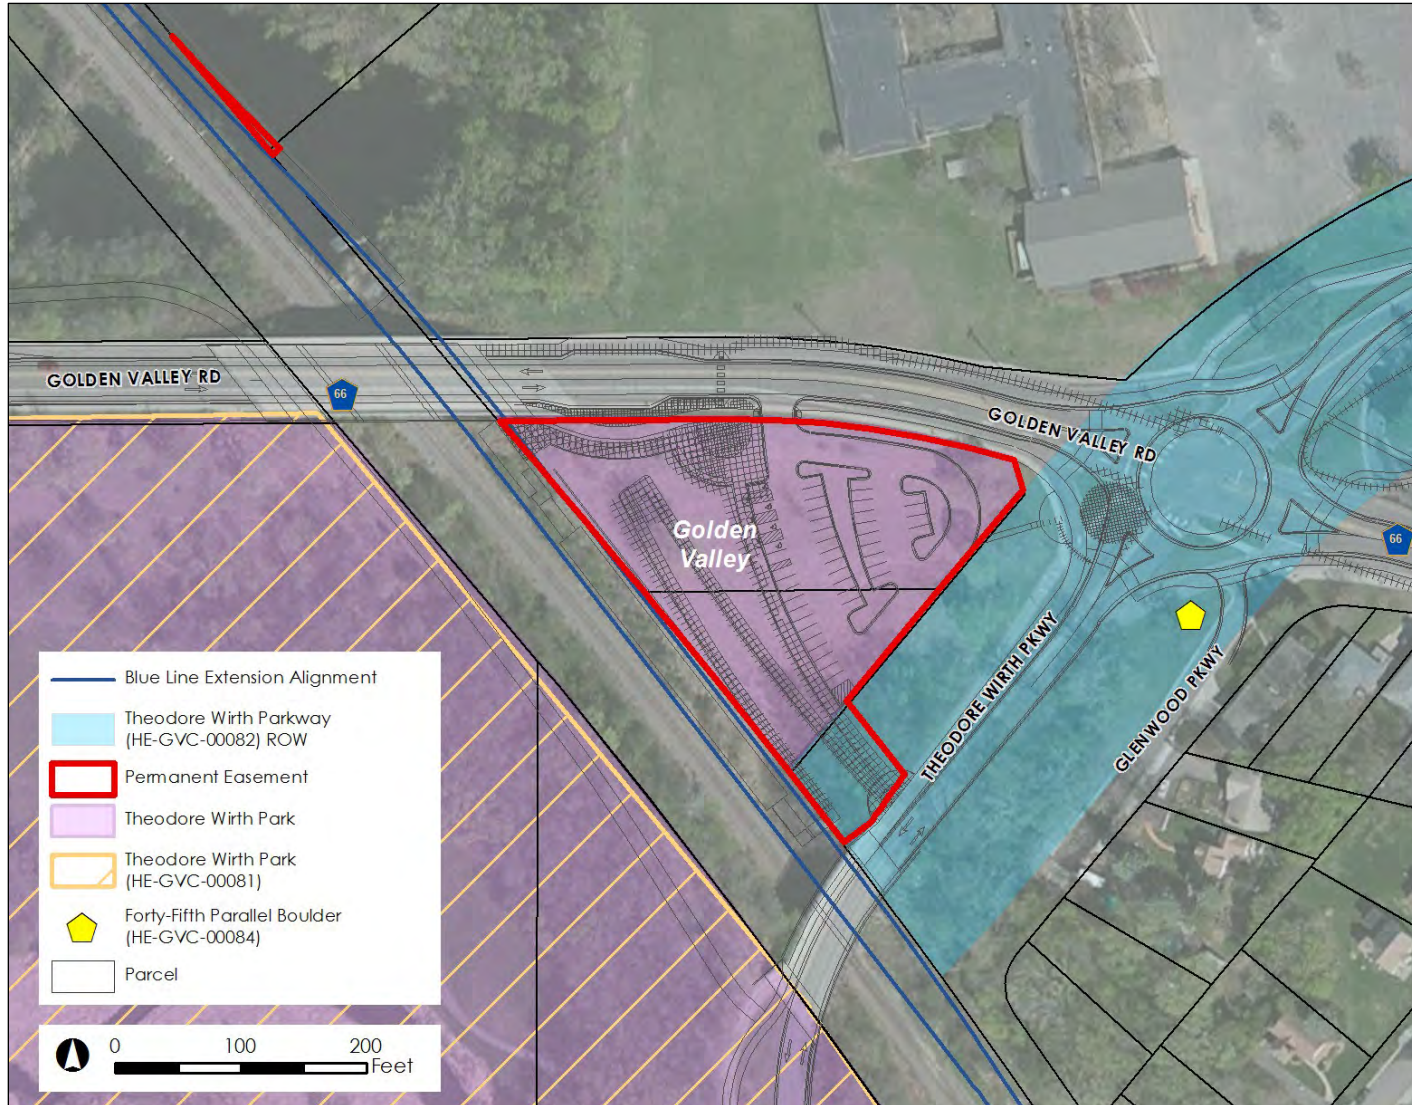 GOLDEN VALLEY RD
66
GOLDEN VALLEY RD
Golden
Valley
66
THEODORE WIRTH PKWY
GLENWOOD PKWY
Blue Line Extension Alignment
Theodore Wirth Parkway
(HE-GVC-00082) ROW
Permanent Easement
Theodore Wirth Park
Theodore Wirth Park
(HE-GVC-00081)
Forty-Fifth Parallel Boulder
(HE-GVC-00084)
Parcel
0 100 200
Feet